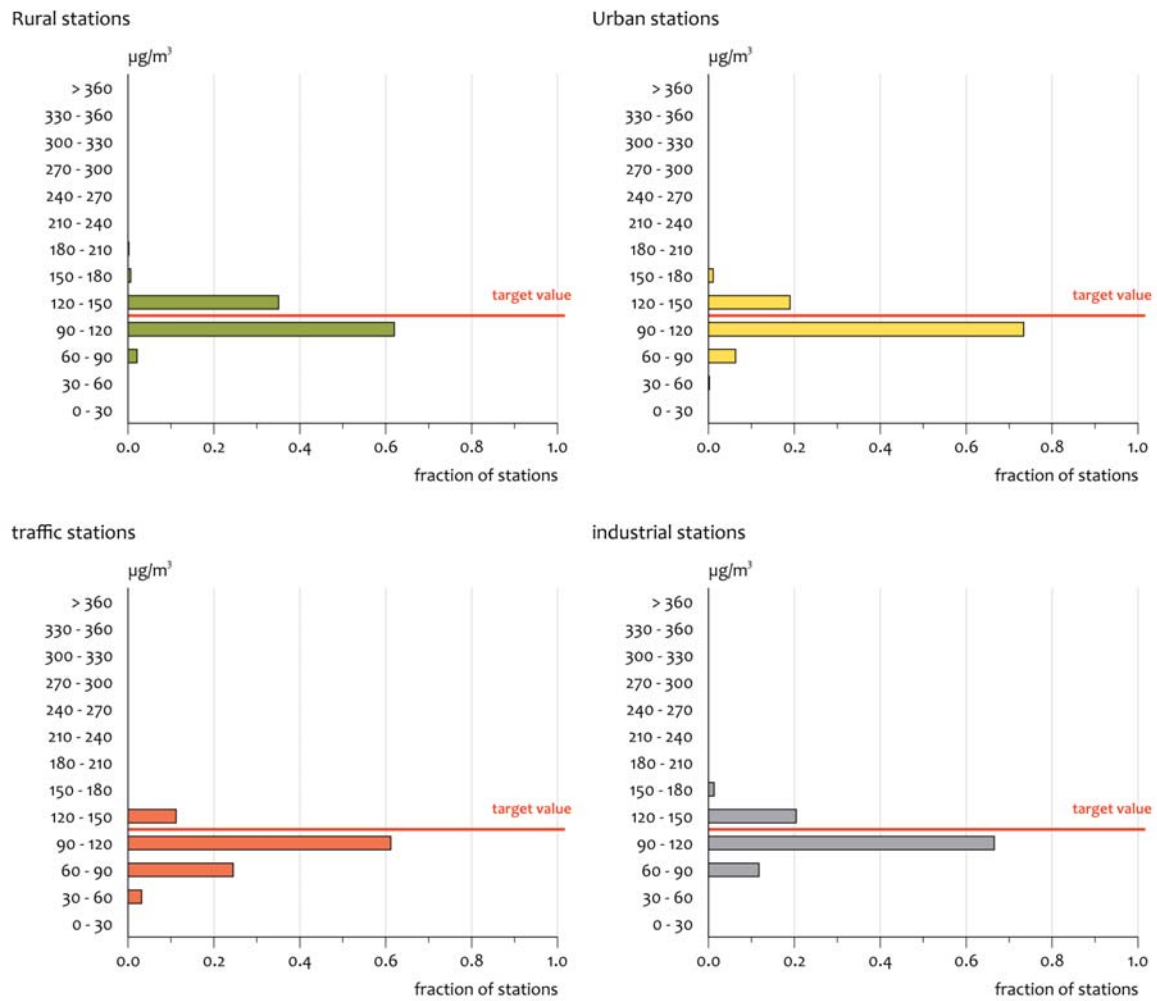 Rural stations
µg/m³
> 360
330 - 360
300 - 330
270 - 300
240 - 270
210 - 240
180 - 210
150 - 180
120 - 150
90 - 120
60 - 90
30 - 60
0 - 30
target value
0.0 0.2 0.4 0.6 0.8 1.0
fraction of stations
Urban stations
µg/m³
> 360
330 - 360
300 - 330
270 - 300
240 - 270
210 - 240
180 - 210
150 - 180
120 - 150
90 - 120
60 - 90
30 - 60
0 - 30
target value
0.0 0.2 0.4 0.6 0.8 1.0
fraction of stations
traffic stations
µg/m³
> 360
330 - 360
300 - 330
270 - 300
240 - 270
210 - 240
180 - 210
150 - 180
120 - 150
90 - 120
60 - 90
30 - 60
0 - 30
target value
0.0 0.2 0.4 0.6 0.8 1.0
fraction of stations
industrial stations
µg/m³
> 360
330 - 360
300 - 330
270 - 300
240 - 270
210 - 240
180 - 210
150 - 180
120 - 150
90 - 120
60 - 90
30 - 60
0 - 30
target value
0.0 0.2 0.4 0.6 0.8 1.0
fraction of stations